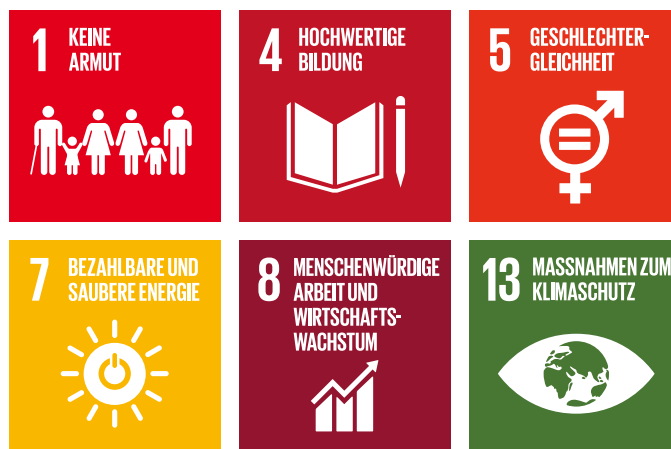 1 KEINE
ARMUT
4 HOCHWERTIGE
BILDUNG
5 GESCHLECHTER-
GLEICHHEIT
7 BEZAHLBARE UND
SAUBERE ENERGIE
8 MENSCHENWÜRDIGE
ARBEIT UND
WIRTSCHAFTS-
WACHSTUM
13 MASSNAHMEN ZUM
KLIMASCHUTZ